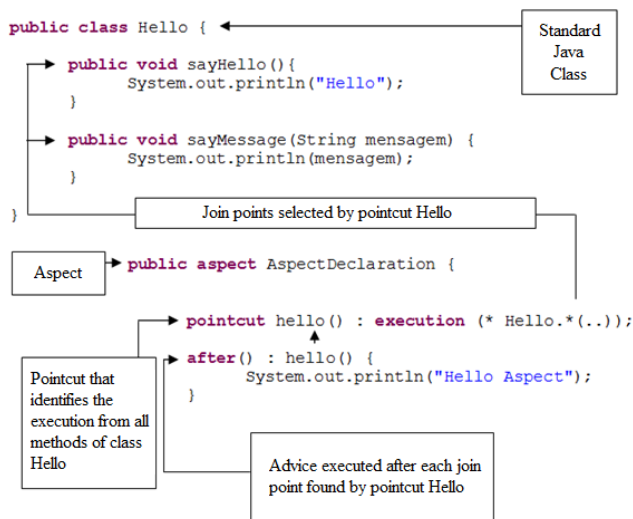 public class Hello {
Standard
Java
Class
public void sayHello(){
System.out.println("Hello");
}
public void sayMessage(String mensagem) {
System.out.println(mensagem);
}
}
Join points selected by pointcut Hello
Aspect
public aspect AspectDeclaration {
pointcut hello() : execution (* Hello.*(..));
after() : hello() {
System.out.println("Hello Aspect");
}
Pointcut that
identifies the
execution from all
methods of class
Hello
Advice executed after each join
point found by pointcut Hello